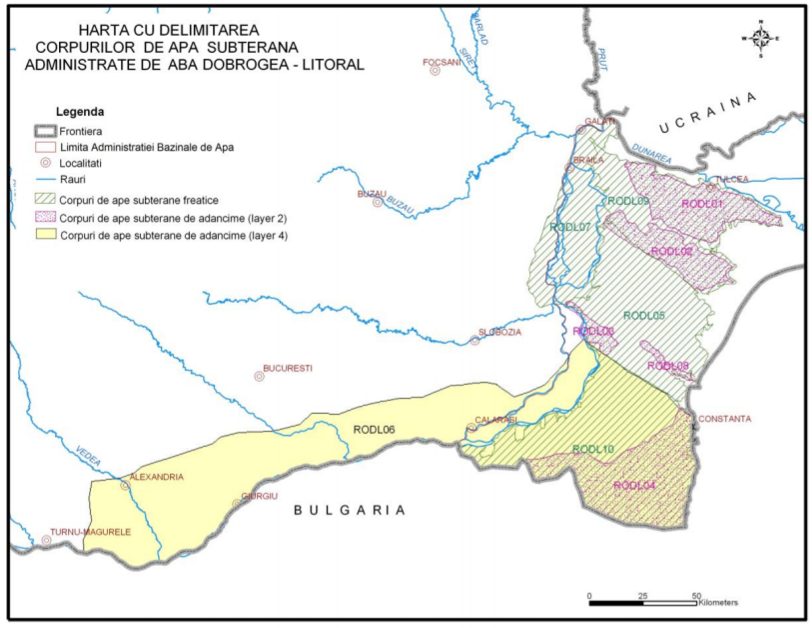 HARTA CU DELIMITAREA
CORPURILOR DE APA SUBTERANA
ADMINISTRATE DE ABA DOBROGEA - LITORAL
Legenda
Frontiera
Limita Administratiei Bazinale de Apa
Localitati
Rauri
Corpuri de ape subterane freatice
Corpuri de ape subterane de adancime (layer 2)
Corpuri de ape subterane de adancime (layer 4)
N
W E
S
BARLAD
SIRET
FOCSANI
PRUT
UCRAINA
GALATI
DUNAREA
BRAILA
TULCEA
BUZAU
BUZAU
RODL09
RODL01
RODL07
RODL02
RODL05
SLOBOZIA
RODL03
RODL08
BUCURESTI
CALARASI
CONSTANTA
RODL06
RODL10
VEDEA
ALEXANDRIA
RODL04
GIURGIU
BULGARIA
TURNU-MAGURELE
0 25 50
Kilometers